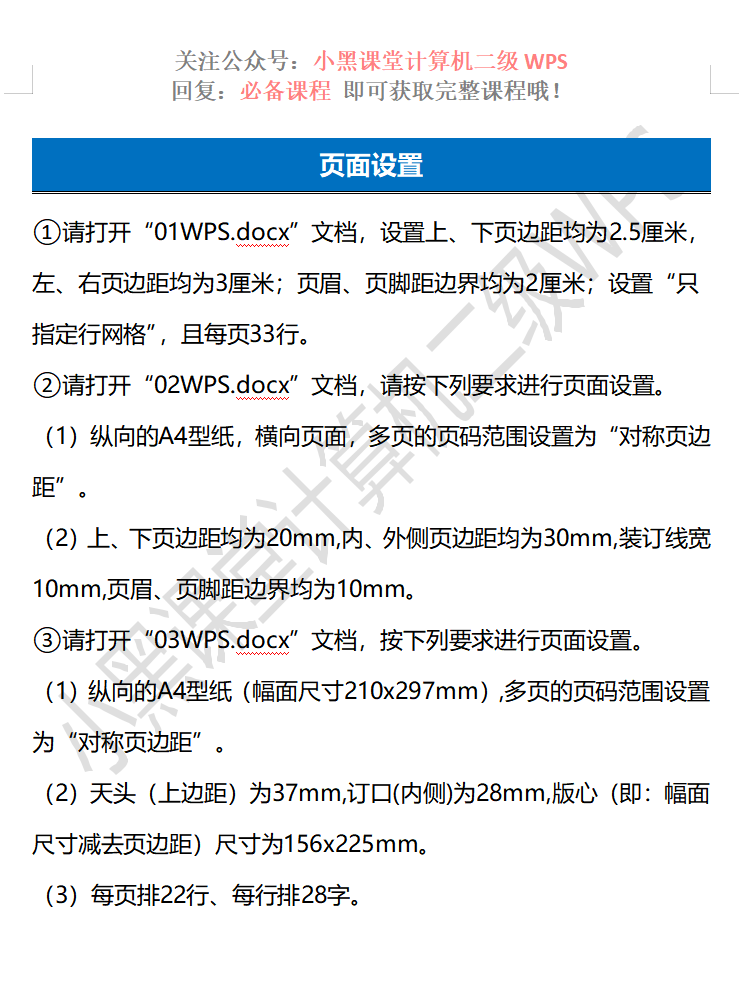 关注公众号：小黑课堂计算机二级 WPS
回复：必备课程 即可获取完整课程哦！
页面设置
①请打开“01WPS.docx”文档，设置上、下页边距均为2.5厘米，
左、右页边距均为3厘米；页眉、页脚距边界均为2厘米；设置“只
指定行网格”，且每页33行。
②请打开“02WPS.docx”文档，请按下列要求进行页面设置。
（1）纵向的A4型纸，横向页面，多页的页码范围设置为“对称页边
距”。
（2）上、下页边距均为20mm,内、外侧页边距均为30mm,装订线宽
10mm,页眉、页脚距边界均为10mm。
③请打开“03WPS.docx”文档，按下列要求进行页面设置。
（1）纵向的A4型纸（幅面尺寸210x297mm）,多页的页码范围设置
为“对称页边距”。
（2）天头（上边距）为37mm,订口(内侧)为28mm,版心（即：幅面
尺寸减去页边距）尺寸为156x225mm。
（3）每页排22行、每行排28字。
小黑课堂计算机二级WPS